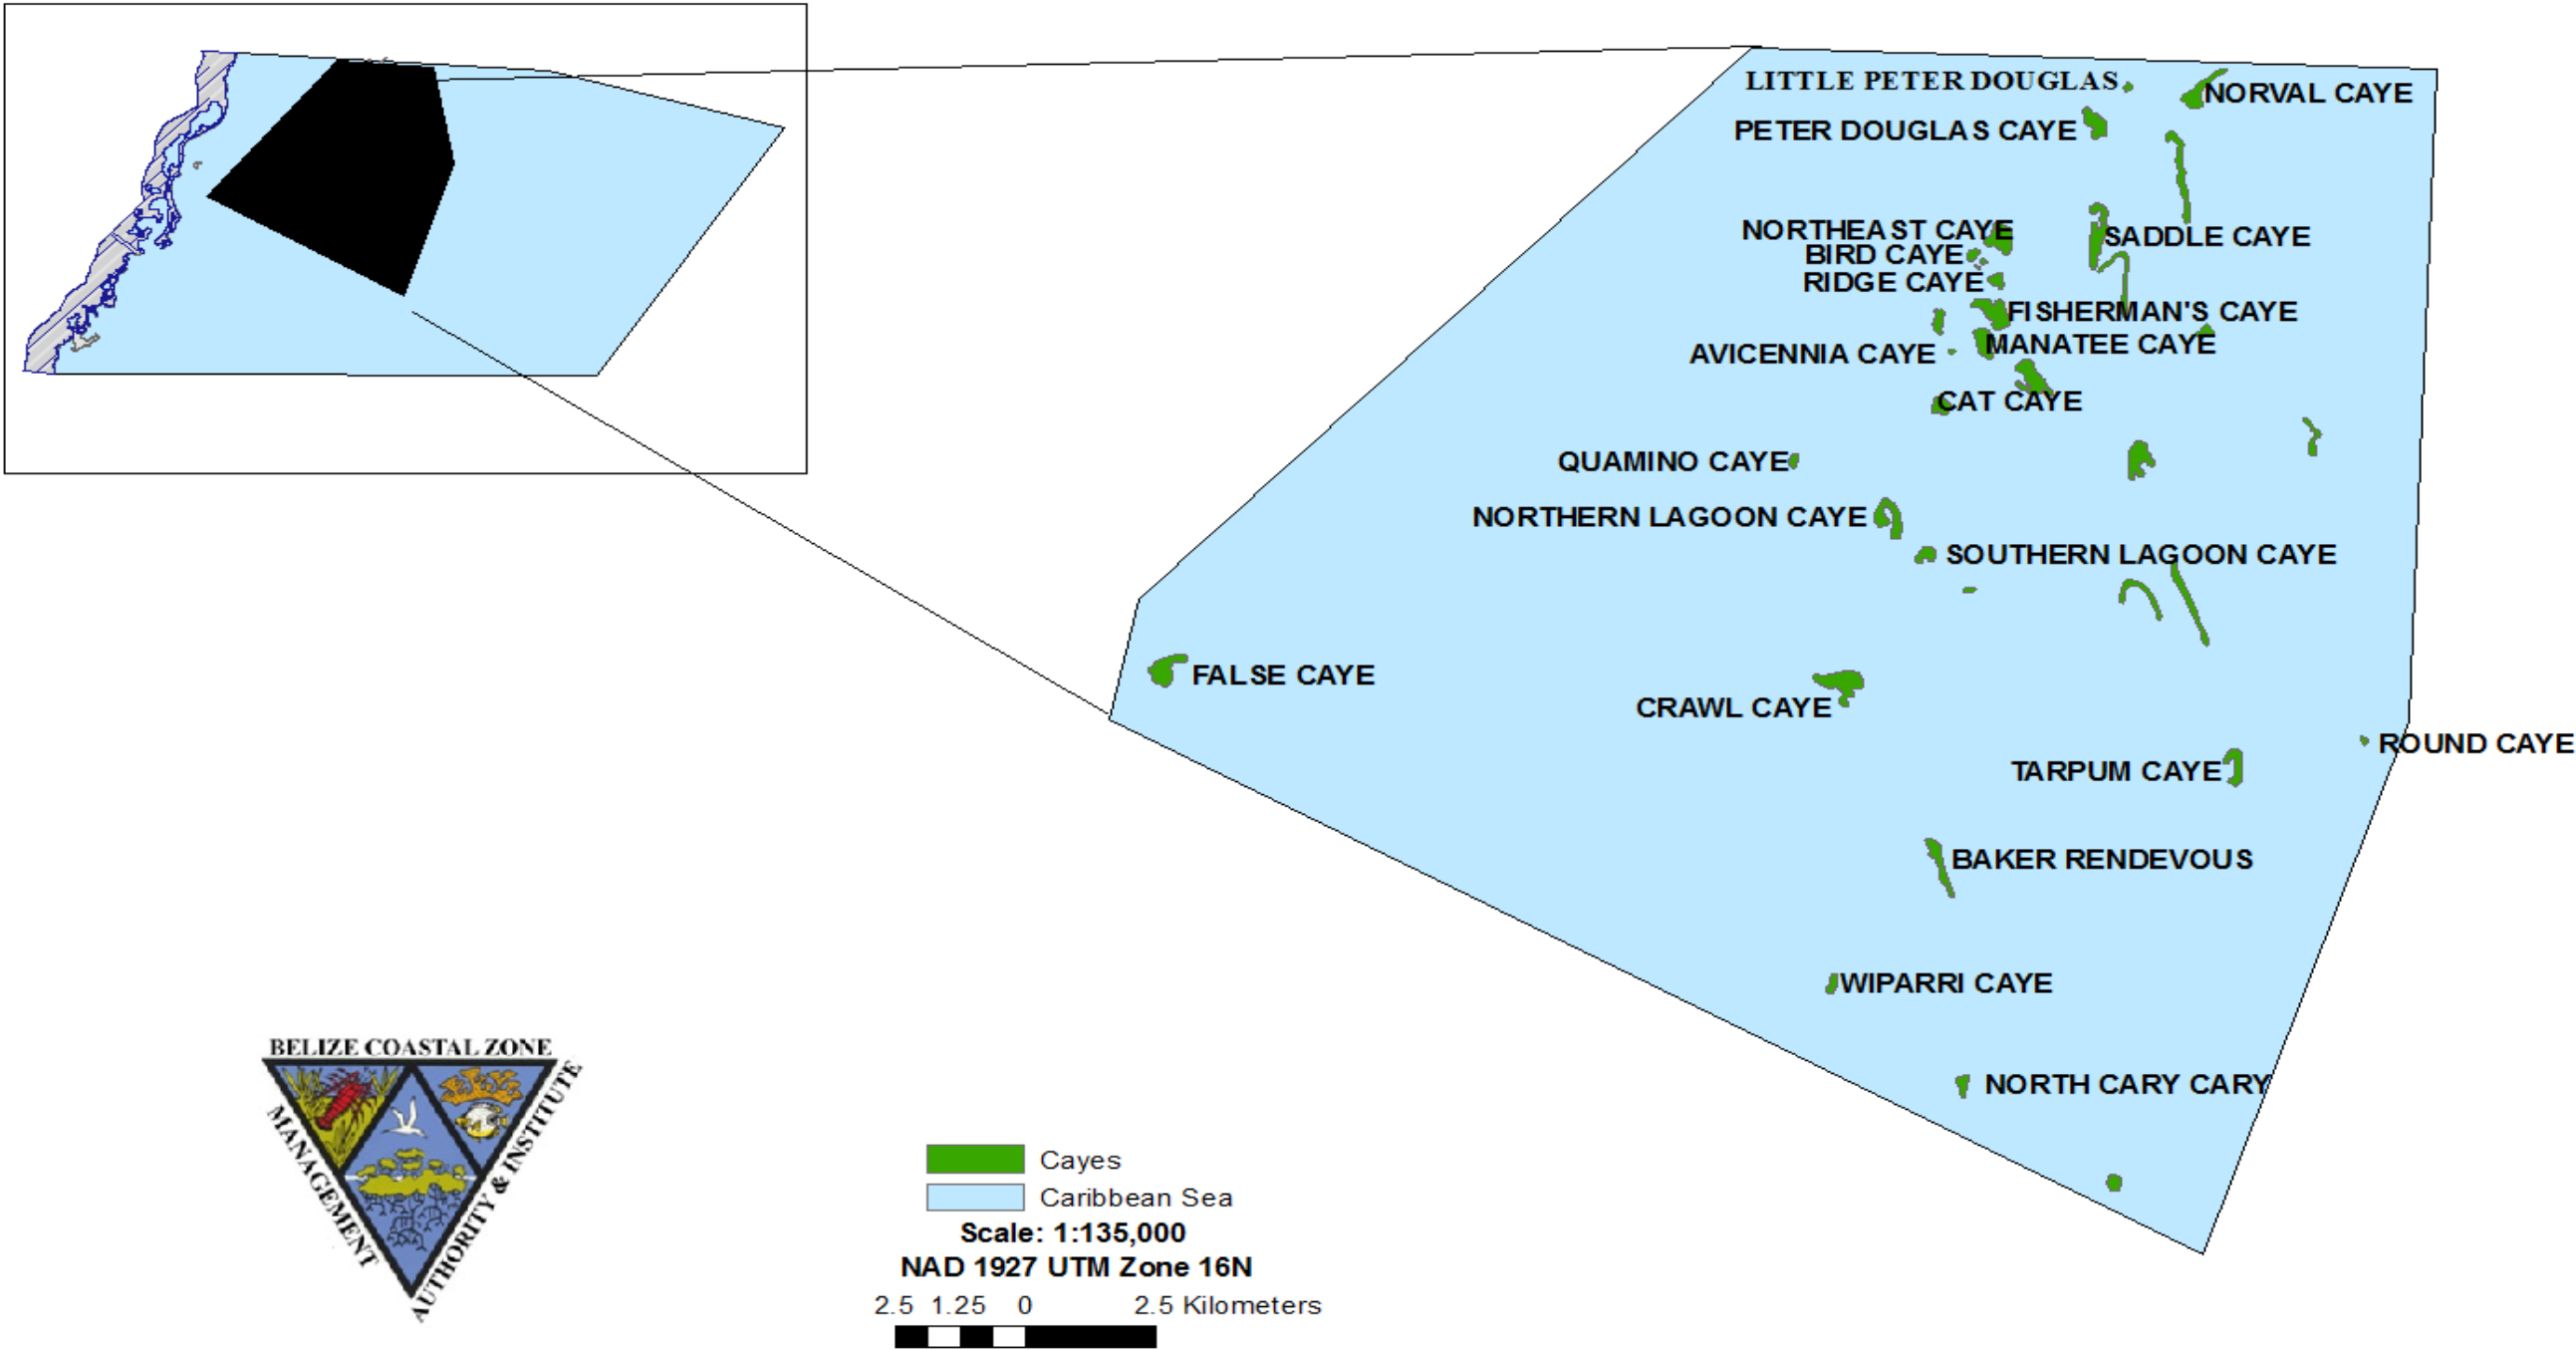 LITTLE PETER DOUGLAS
NORVAL CAYE
PETER DOUGLAS CAYE
NORTHEAST CAYE
SADDLE CAYE
BIRD CAYE
RIDGE CAYE
FISHERMAN'S CAYE
MANATEE CAYE
AVICENNIA CAYE
CAT CAYE
QUAMINO CAYE
NORTHERN LAGOON CAYE
SOUTHERN LAGOON CAYE
FALSE CAYE
CRAWL CAYE
ROUND CAYE
TARPUM CAYE
BAKER RENDEVOUS
WIPARRI CAYE
NORTH CARY CARY
BELIZE COASTAL ZONE
MANAGEMENT
AUTHORITY & INSTITUTE
Cayes
Caribbean Sea
Scale: 1:135,000
NAD 1927 UTM Zone 16N
2.5 1.25 0 2.5 Kilometers